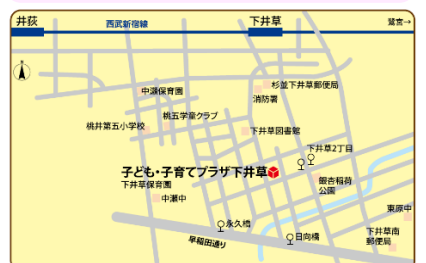 井荻
西武新宿線
下井草
鷺宮→
中瀬保育園
杉並下井草郵便局
消防署
桃五学童クラブ
桃井第五小学校
下井草図書館
下井草2丁目
子ども・子育てプラザ下井草
下井草保育園
銀杏稲荷
公園
中瀬中
東原中
永久橋
下井草南
郵便局
日向橋
早稲田通り